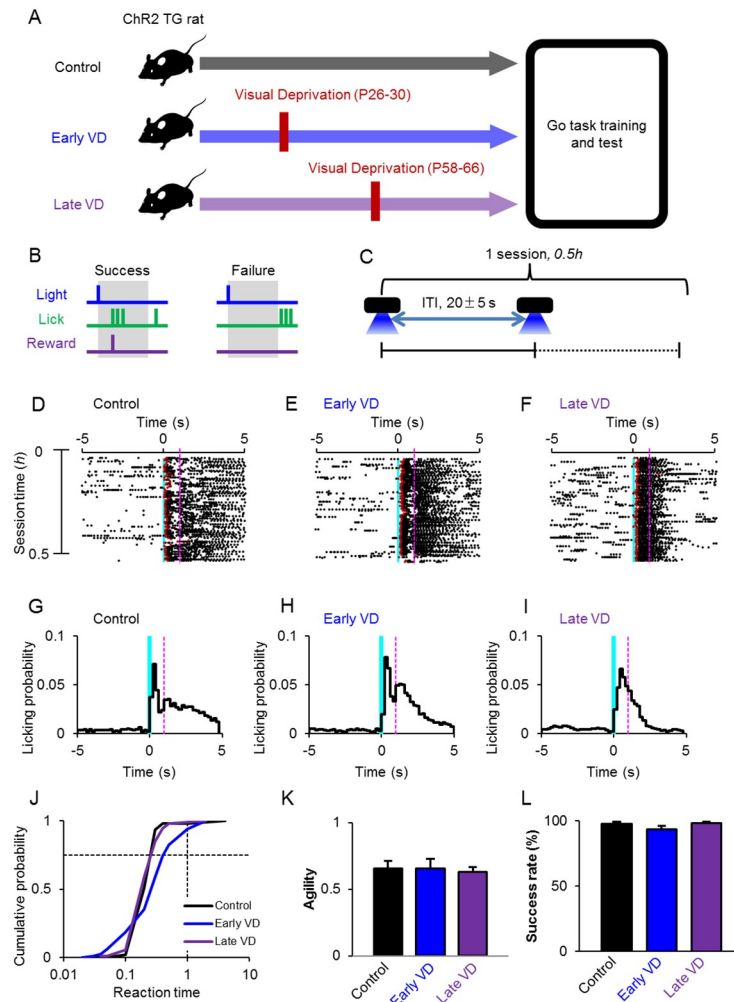 A
ChR2 TG rat
Control
Visual Deprivation (P26-30)
Early VD
Visual Deprivation (P58-66)
Late VD
Go task training
and test
B
Success
Failure
Light
Lick
Reward
C
1 session, 0.5h
ITI, 20±5 s
D
Control
Time (s)
-5 0 5
Session time (h)
0
0.5
E
Early VD
Time (s)
-5 0 5
F
Late VD
Time (s)
-5 0 5
G
Control
Licking probability
0.1
0.05
0
-5 0 5
Time (s)
H
Early VD
Licking probability
0.1
0.05
0
-5 0 5
Time (s)
I
Late VD
Licking probability
0.1
0.05
0
-5 0 5
Time (s)
J
Cumulative probability
1
0.5
0
Control
Early VD
Late VD
0.01 0.1 1 10
Reaction time
K
Agility
1
0.5
0
Control
Early VD
Late VD
L
Success rate (%)
100
50
0
Control
Early VD
Late VD